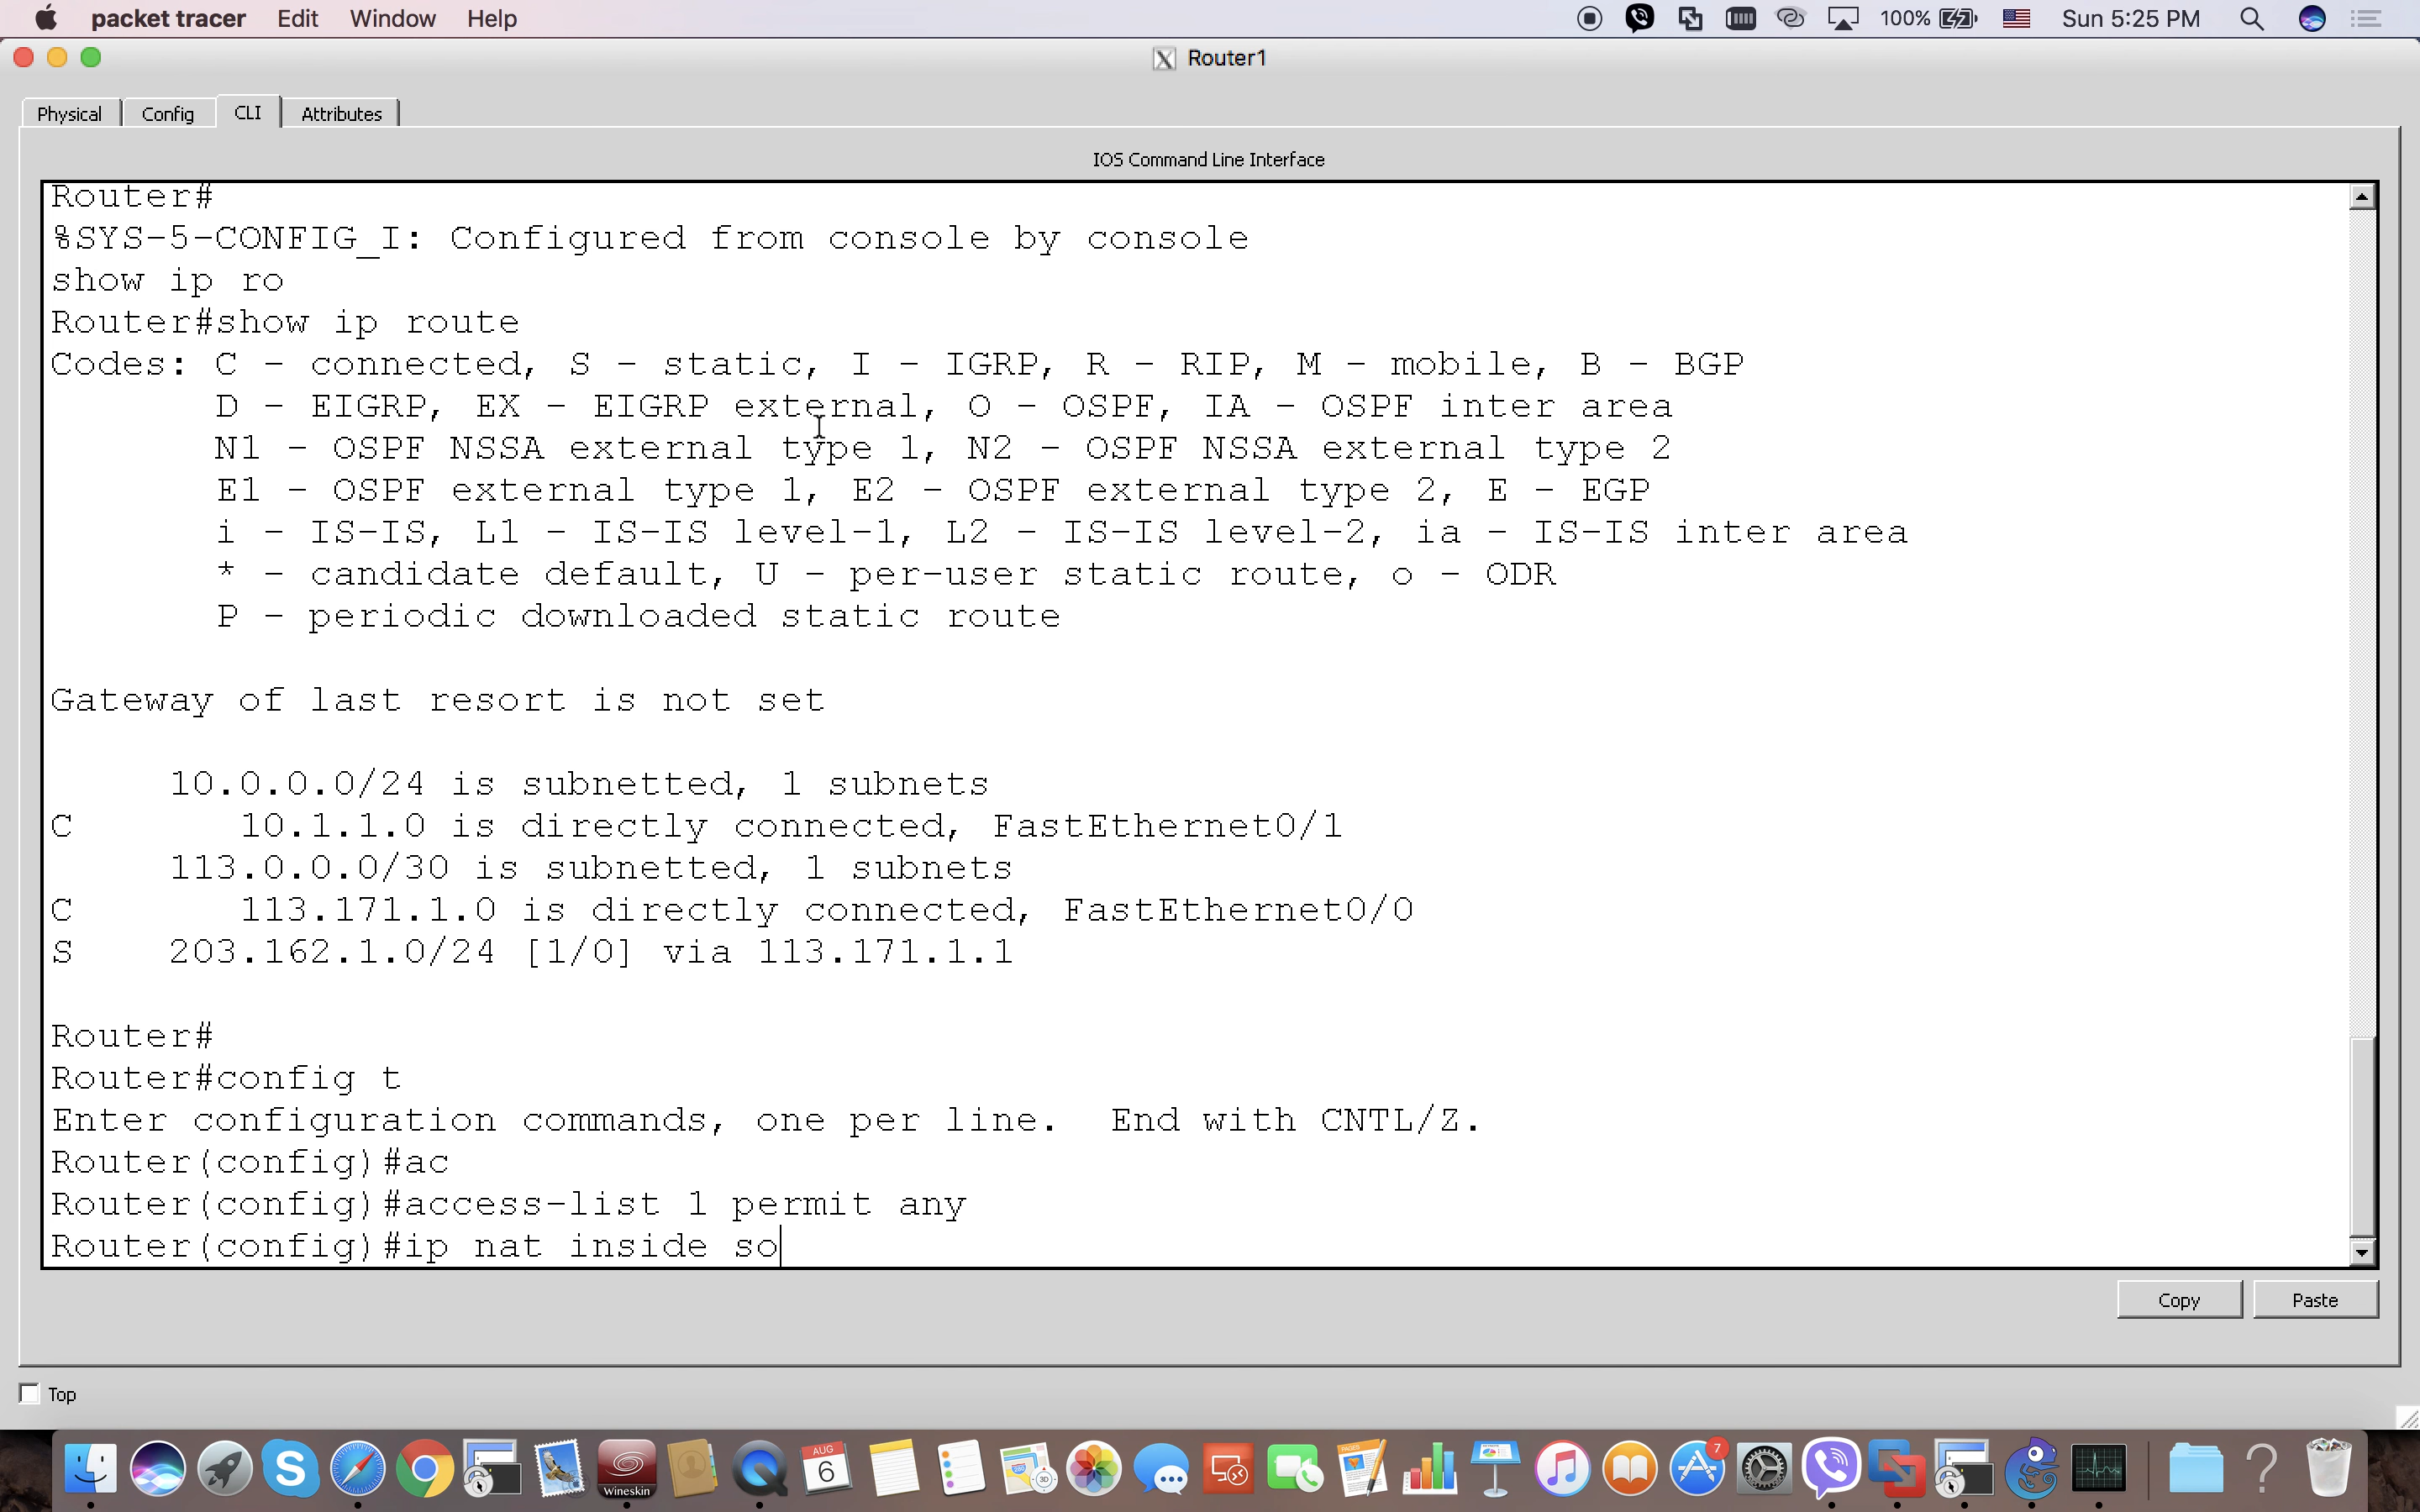 packet tracer Edit Window Help 100% Sun 5:25 PM
Router1
Physical Config CLI Attributes
IOS Command Line Interface
Router#
%SYS-5-CONFIG_I: Configured from console by console
show ip ro
Router#show ip route
Codes: C - connected, S - static, I - IGRP, R - RIP, M - mobile, B - BGP
D - EIGRP, EX - EIGRP external, O - OSPF, IA - OSPF inter area
N1 - OSPF NSSA external type 1, N2 - OSPF NSSA external type 2
E1 - OSPF external type 1, E2 - OSPF external type 2, E - EGP
i - IS-IS, L1 - IS-IS level-1, L2 - IS-IS level-2, ia - IS-IS inter area
* - candidate default, U - per-user static route, o - ODR
P - periodic downloaded static route
Gateway of last resort is not set
10.0.0.0/24 is subnetted, 1 subnets
C 10.1.1.0 is directly connected, FastEthernet0/1
113.0.0.0/30 is subnetted, 1 subnets
C 113.171.1.0 is directly connected, FastEthernet0/0
S 203.162.1.0/24 [1/0] via 113.171.1.1
Router#
Router#config t
Enter configuration commands, one per line. End with CNTL/Z.
Router(config)#ac
Router(config)#access-list 1 permit any
Router(config)#ip nat inside so
Copy Paste
Top
Wineskin
AUG
6
PAGES
3D
7